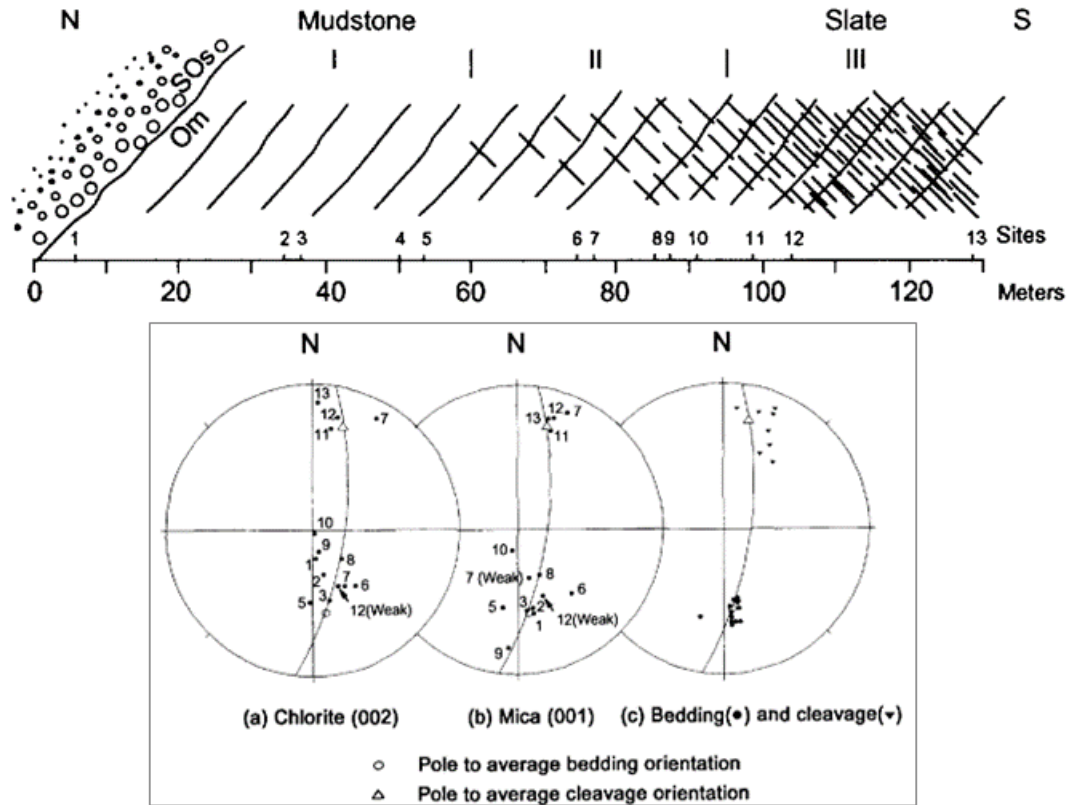 N Mudstone Slate S
I | II | III
SOs
Om
1 2 3 4 5 6 7 8 9 10 11 12 13 Sites
0 20 40 60 80 100 120 Meters
N N N
13
12 7
11
10
9
1 8
2 7 6
5 3 12(Weak)
12 7
13
11
10
7 (Weak) 8
6
5 3 2 12(Weak)
1
9
(a) Chlorite (002) (b) Mica (001) (c) Bedding(●) and cleavage(▼)
○ Pole to average bedding orientation
△ Pole to average cleavage orientation